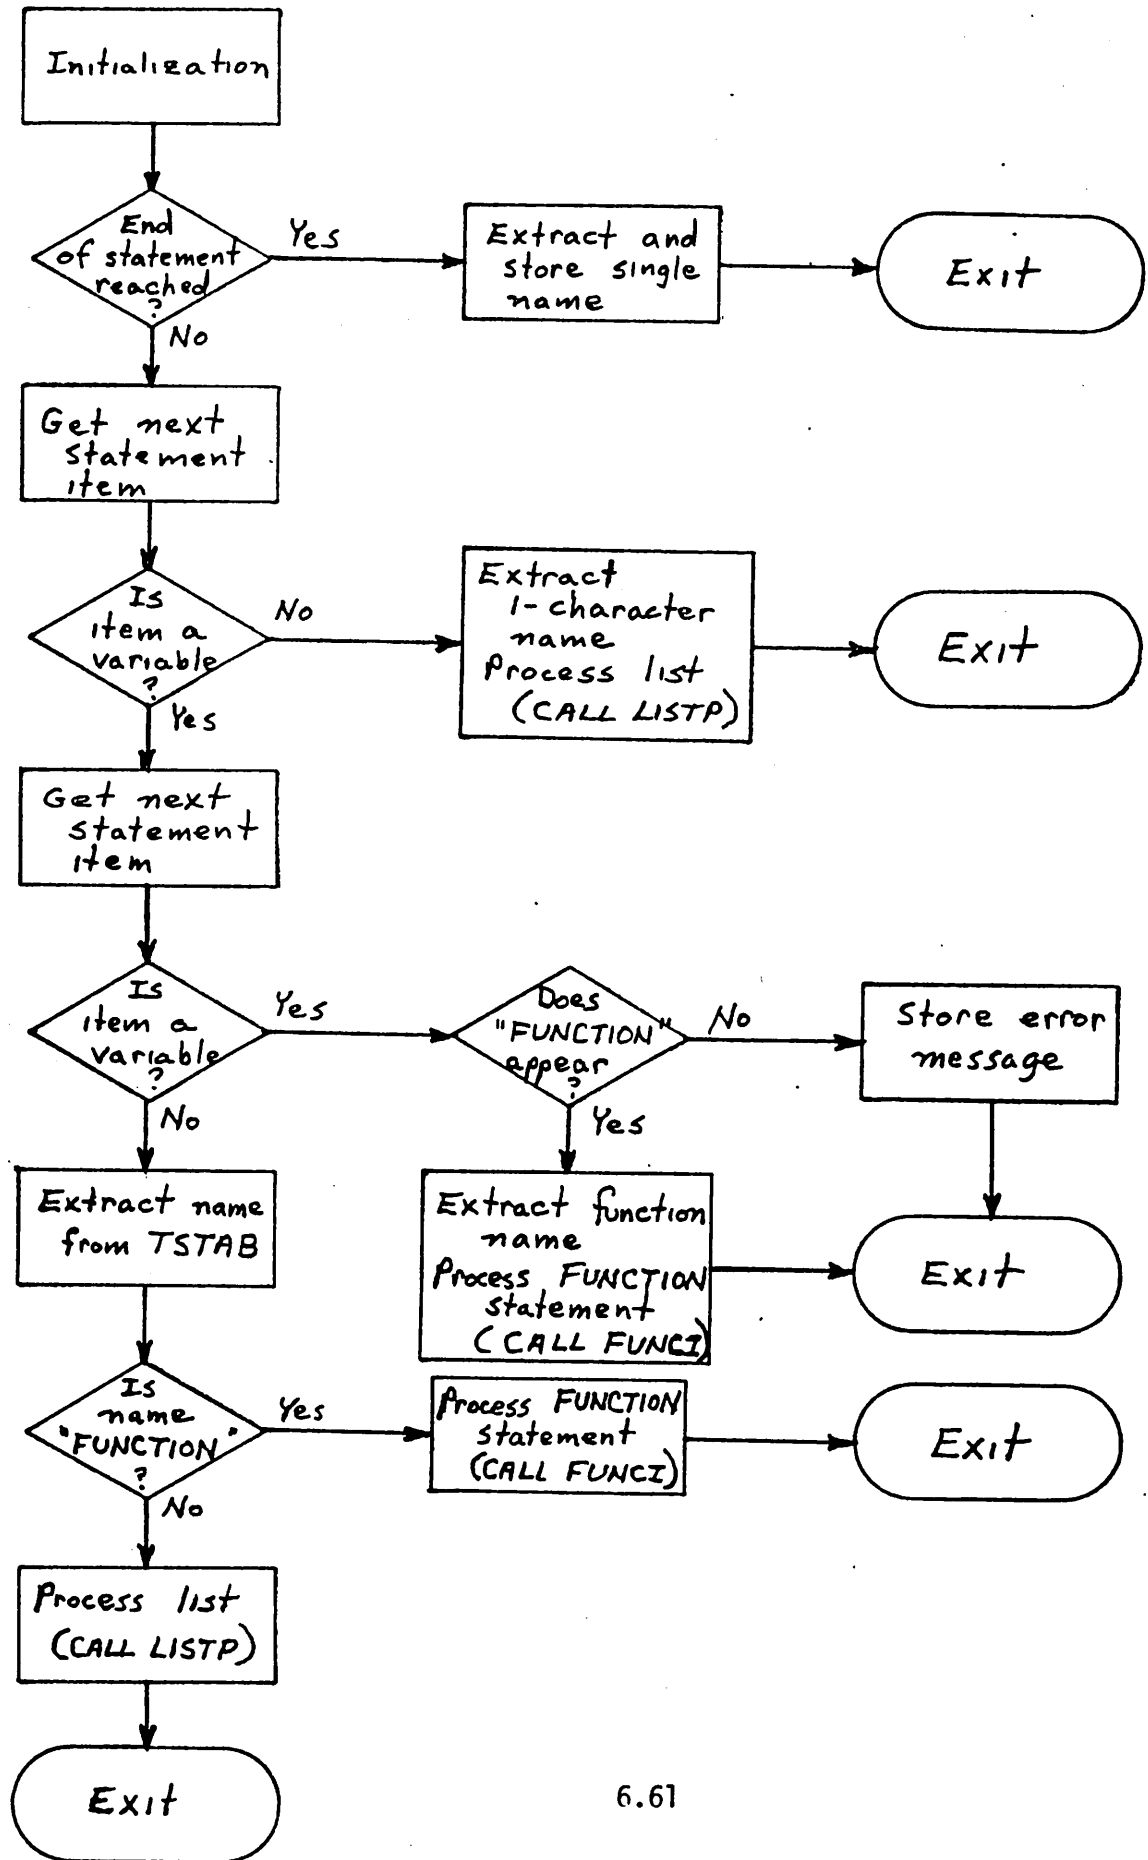 Initialization
End
of statement
reached
?
Yes
No
Extract and
store single
name
Exit
Get next
statement
item
Is
item a
variable
?
No
Yes
Extract
1-character
name
Process list
(CALL LISTP)
Exit
Get next
statement
item
Is
item a
variable
?
Yes
No
Does
"FUNCTION"
appear
?
No
Yes
Store error
message
Extract name
from TSTAB
Extract function
name
Process FUNCTION
statement
(CALL FUNCI)
Exit
Is
name
"FUNCTION"
?
Yes
No
Process FUNCTION
statement
(CALL FUNCI)
Exit
Process list
(CALL LISTP)
Exit
6.61